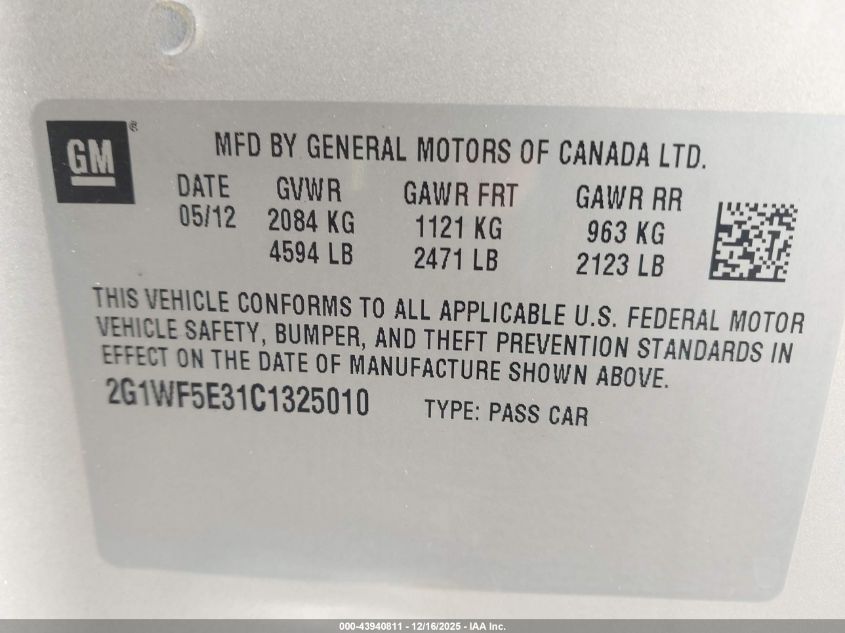 GM
MFD BY GENERAL MOTORS OF CANADA LTD.
DATE GVWR GAWR FRT GAWR RR
05/12 2084 KG 1121 KG 963 KG
4594 LB 2471 LB 2123 LB
THIS VEHICLE CONFORMS TO ALL APPLICABLE U.S. FEDERAL MOTOR
VEHICLE SAFETY, BUMPER, AND THEFT PREVENTION STANDARDS IN
EFFECT ON THE DATE OF MANUFACTURE SHOWN ABOVE.
2G1WF5E31C1325010 TYPE: PASS CAR
000-43940811 - 12/16/2025 - IAA Inc.